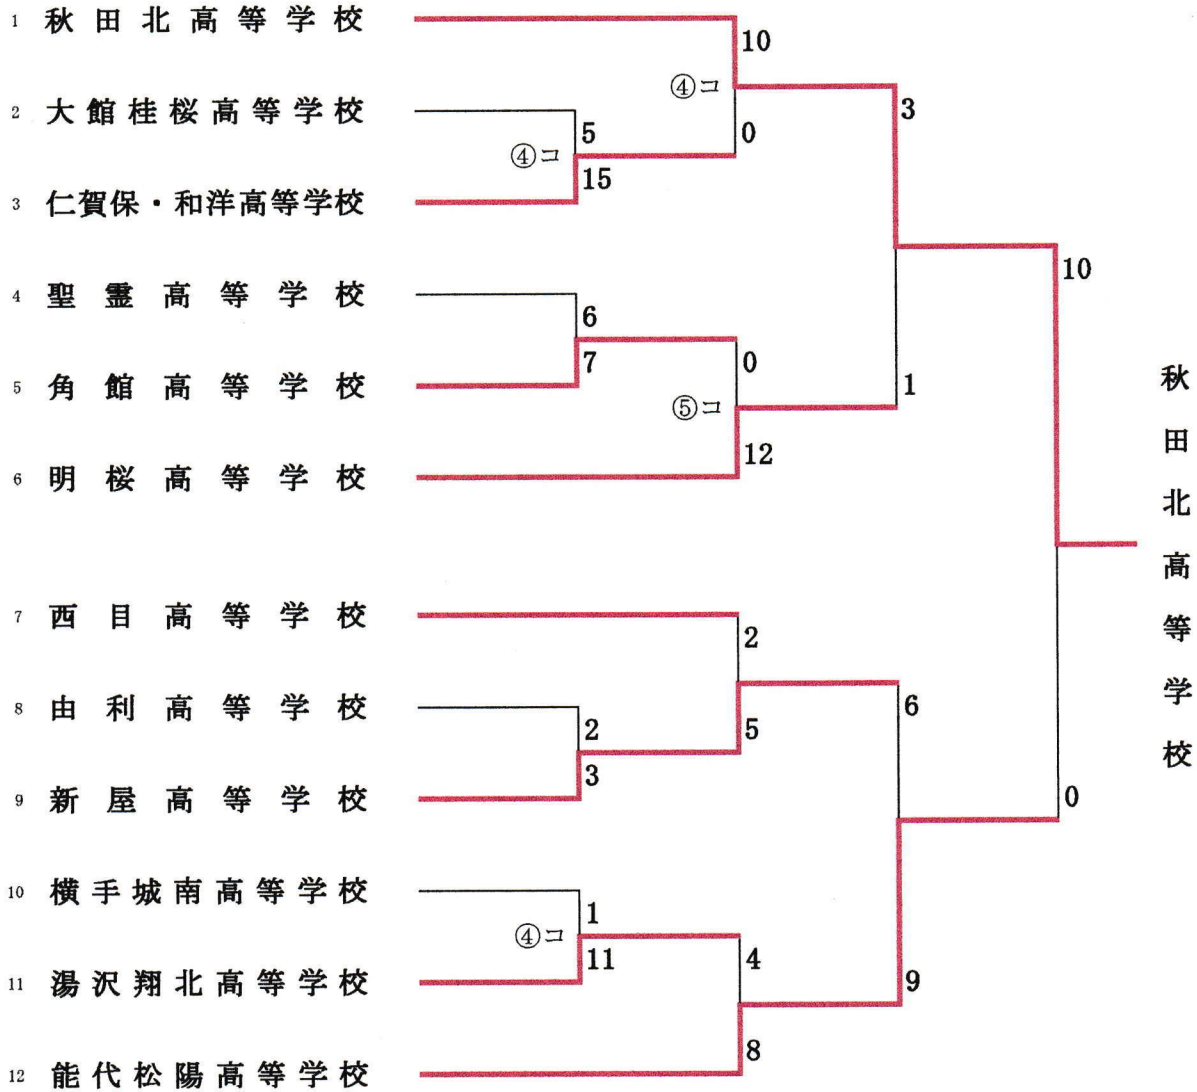 1 秋田北高等学校
10
④コ
2 大館桂桜高等学校
3
5
0
④コ
15
3 仁賀保・和洋高等学校
10
4 聖霊高等学校
6
7
0
5 角館高等学校
1
⑤コ
12
6 明桜高等学校
秋田北高等学校
7 西目高等学校
2
8 由利高等学校
6
2
5
3
9 新屋高等学校
0
10 横手城南高等学校
1
④コ
11
4
11 湯沢翔北高等学校
9
8
12 能代松陽高等学校